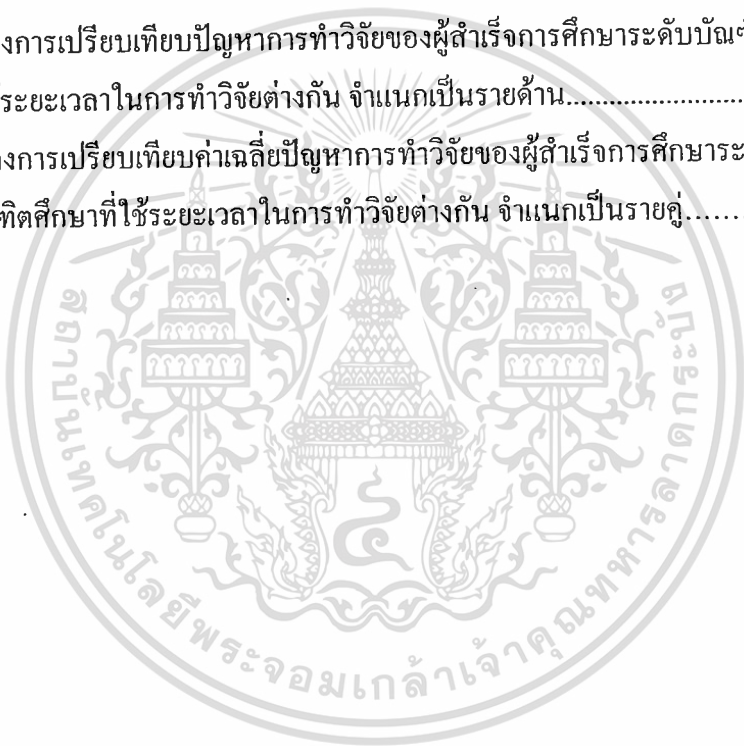 งการเปรียบเทียบปัญหาการทำวิจัยของผู้สำเร็จการศึกษาระดับบัณฑ
ระยะเวลาในการทำวิจัยต่างกัน จำแนกเป็นรายด้าน........................
งการเปรียบเทียบค่าเฉลี่ยปัญหาการทำวิจัยของผู้สำเร็จการศึกษาระ
ฑิตศึกษาที่ใช้ระยะเวลาในการทำวิจัยต่างกัน จำแนกเป็นรายคู่.......
สถาบันเทคโนโลยีพระจอมเกล้าเจ้าคุณทหารลาดกระบัง